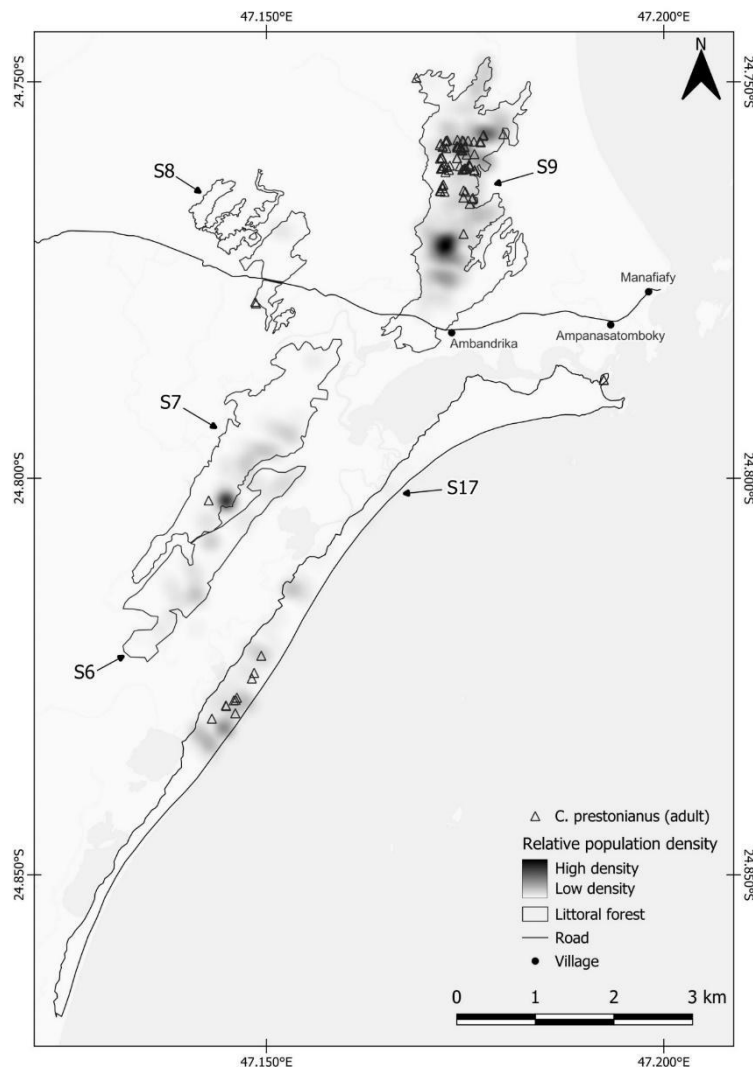 47.150°E 47.200°E
N
24.750°S 24.750°S
S8
S9
Manafiafy
Ambandrika
Ampanasatomboky
S7
24.800°S 24.800°S
S17
S6
C. prestonianus (adult)
Relative population density
High density
Low density
24.850°S 24.850°S
Littoral forest
Road
Village
0 1 2 3 km
47.150°E 47.200°E